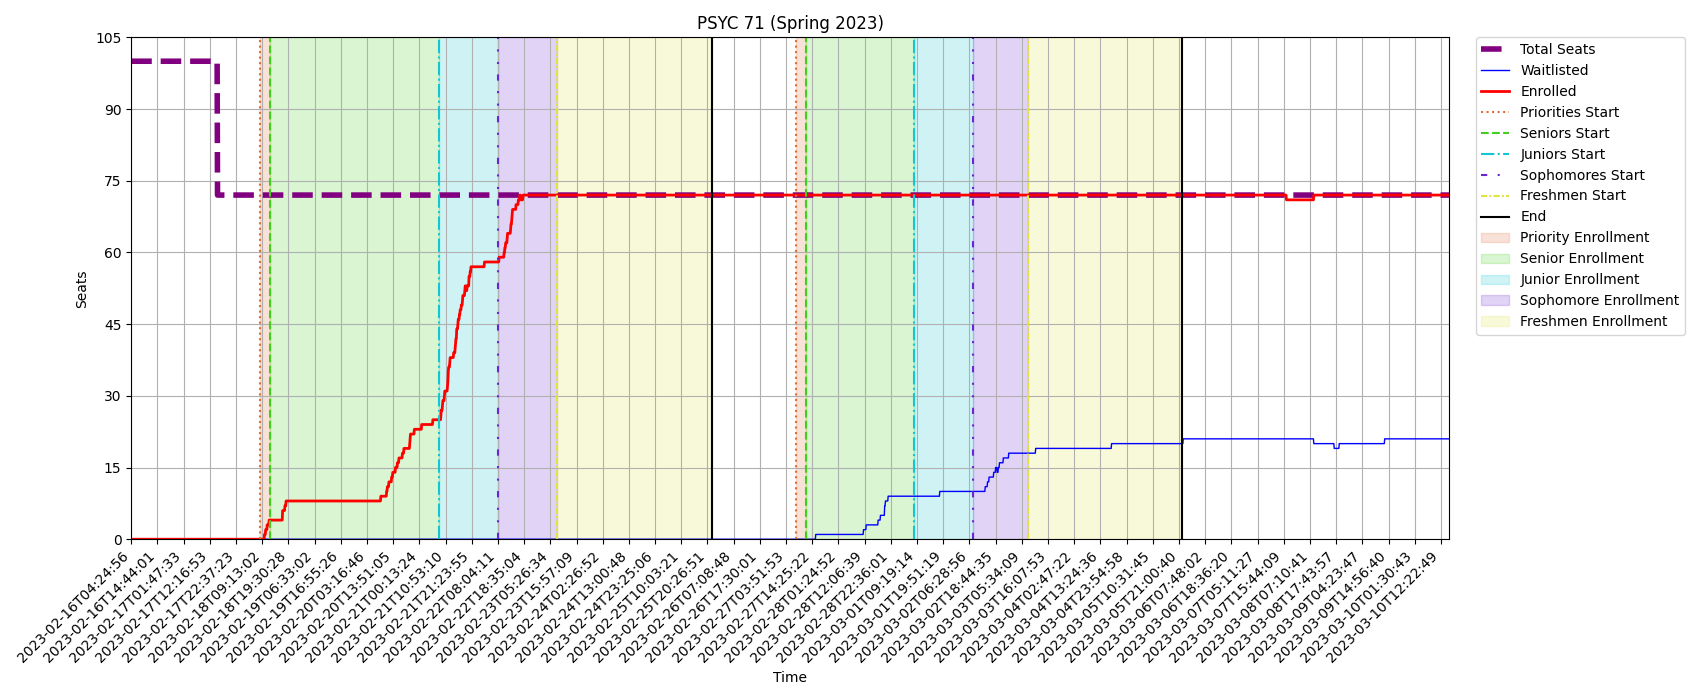 PSYC 71 (Spring 2023)
105
90
75
60
45
30
15
0
Seats
2023-02-16T04:24:56
2023-02-16T14:44:01
2023-02-17T01:47:33
2023-02-17T12:16:53
2023-02-17T22:37:23
2023-02-18T09:13:02
2023-02-18T19:30:28
2023-02-19T06:33:02
2023-02-19T16:55:26
2023-02-20T03:16:46
2023-02-20T13:51:05
2023-02-21T00:13:24
2023-02-21T10:53:10
2023-02-21T21:23:55
2023-02-22T08:04:11
2023-02-22T18:35:04
2023-02-23T05:26:34
2023-02-23T15:57:09
2023-02-24T02:26:52
2023-02-24T13:00:48
2023-02-24T23:25:06
2023-02-25T10:03:21
2023-02-25T20:26:51
2023-02-26T07:08:48
2023-02-26T17:30:01
2023-02-27T03:51:53
2023-02-27T14:25:22
2023-02-28T01:24:52
2023-02-28T12:06:39
2023-02-28T22:36:01
2023-03-01T09:19:14
2023-03-01T19:51:19
2023-03-02T06:28:56
2023-03-02T18:44:35
2023-03-03T05:34:09
2023-03-03T16:07:53
2023-03-04T02:47:22
2023-03-04T13:24:36
2023-03-04T23:54:58
2023-03-05T10:31:45
2023-03-05T21:00:40
2023-03-06T07:48:02
2023-03-06T18:36:20
2023-03-07T05:11:27
2023-03-07T15:44:09
2023-03-08T07:10:41
2023-03-08T17:43:57
2023-03-09T04:23:47
2023-03-09T14:56:40
2023-03-10T01:30:43
2023-03-10T12:22:49
Time
Total Seats
Waitlisted
Enrolled
Priorities Start
Seniors Start
Juniors Start
Sophomores Start
Freshmen Start
End
Priority Enrollment
Senior Enrollment
Junior Enrollment
Sophomore Enrollment
Freshmen Enrollment